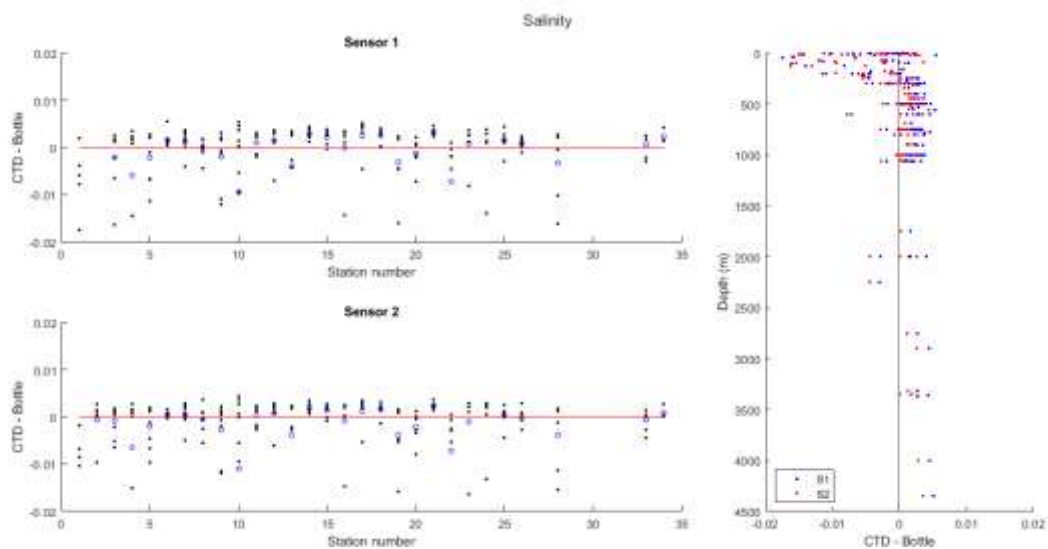 Salinity
Sensor 1
0.02
0.01
0
-0.01
-0.02
CTD - Bottle
0 5 10 15 20 25 30 35
Station number
Sensor 2
0.02
0.01
0
-0.01
-0.02
CTD - Bottle
0 5 10 15 20 25 30 35
Station number
0
500
1000
1500
2000
2500
3000
3500
4000
4500
Depth (m)
S1
S2
-0.02 -0.01 0 0.01 0.02
CTD - Bottle